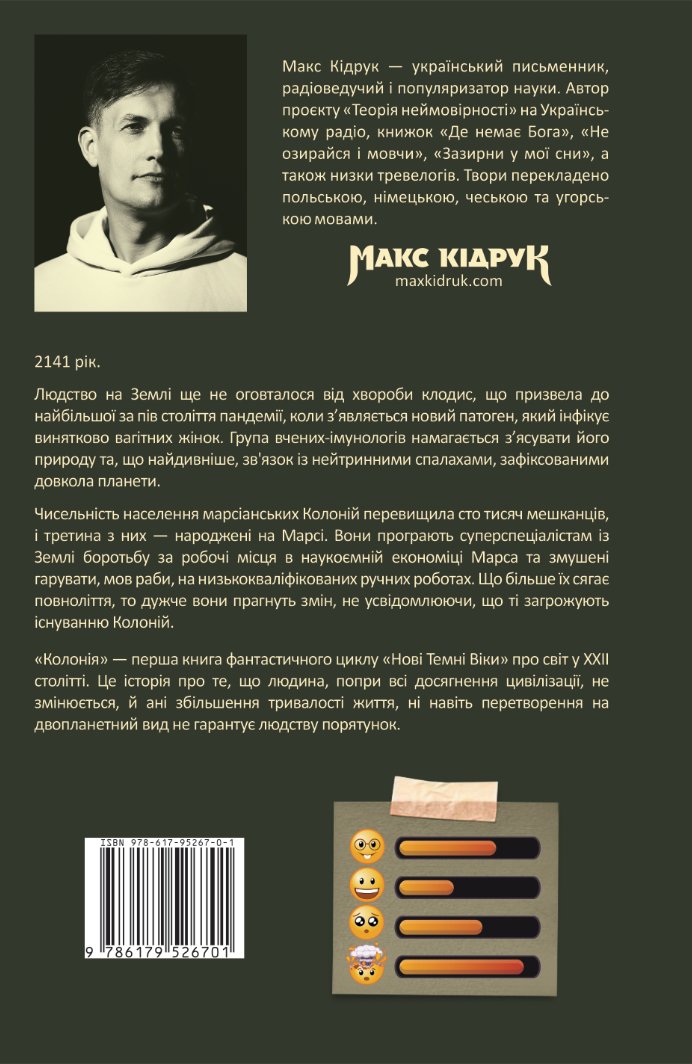 Макс Кідрук — український письменник,
радіоведучий і популяризатор науки. Автор
проєкту «Теорія неймовірності» на Українсь-
кому радіо, книжок «Де немає Бога», «Не
озирайся і мовчи», «Зазирни у мої сни», а
також низки тревелогів. Твори перекладено
польською, німецькою, чеською та угорсь-
кою мовами.
МАКС КІДРУК
maxkidruk.com
2141 рік.
Людство на Землі ще не оговталося від хвороби клодис, що призвела до
найбільшої за пів століття пандемії, коли з’являється новий патоген, який інфікує
винятково вагітних жінок. Група вчених-імунологів намагається з’ясувати його
природу та, що найдивніше, зв'язок із нейтринними спалахами, зафіксованими
довкола планети.
Чисельність населення марсіанських Колоній перевищила сто тисяч мешканців,
і третина з них — народжені на Марсі. Вони програють суперспеціалістам із
Землі боротьбу за робочі місця в наукоємній економіці Марса та змушені
гарувати, мов раби, на низькокваліфікованих ручних роботах. Що більше їх сягає
повноліття, то дужче вони прагнуть змін, не усвідомлюючи, що ті загрожують
існуванню Колоній.
«Колонія» — перша книга фантастичного циклу «Нові Темні Віки» про світ у XXII
столітті. Це історія про те, що людина, попри всі досягнення цивілізації, не
змінюється, й ані збільшення тривалості життя, ні навіть перетворення на
двопланетний вид не гарантує людству порятунок.
ISBN 978-617-95267-0-1
9 786179 526701